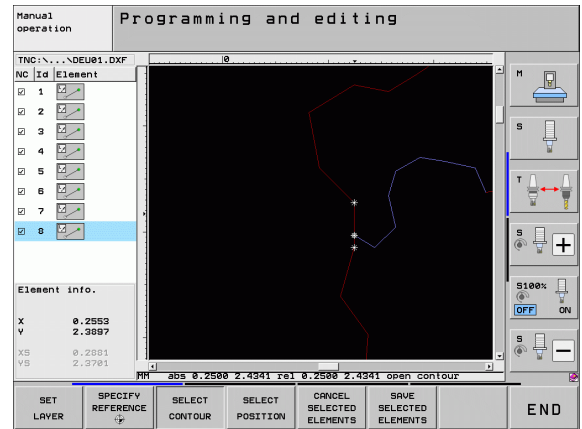 Manual
operation
Programming and editing
TNC:\...\DEU01.DXF
NC Id Element
1
2
3
4
5
6
7
8
0
Element info.
X 0.2553
Y 2.3897
XS 0.2881
YS 2.3701
MM abs 0.2500 2.4341 rel 0.2500 2.4341 open contour
M
S
T
S
S100%
OFF ON
S
SET
LAYER
SPECIFY
REFERENCE
SELECT
CONTOUR
SELECT
POSITION
CANCEL
SELECTED
ELEMENTS
SAVE
SELECTED
ELEMENTS
END